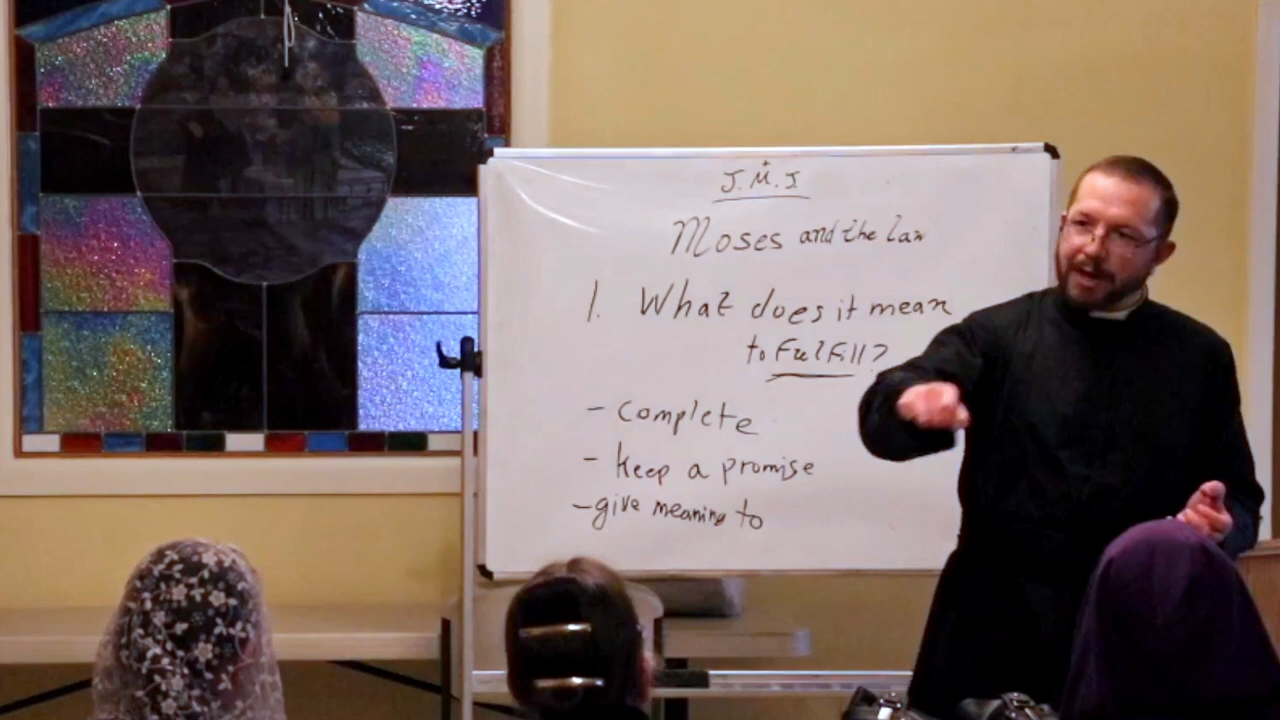 J.M.J.
Moses and the Law
1. What does it mean
to FulFill?
- complete
- Keep a promise
- give meaning to